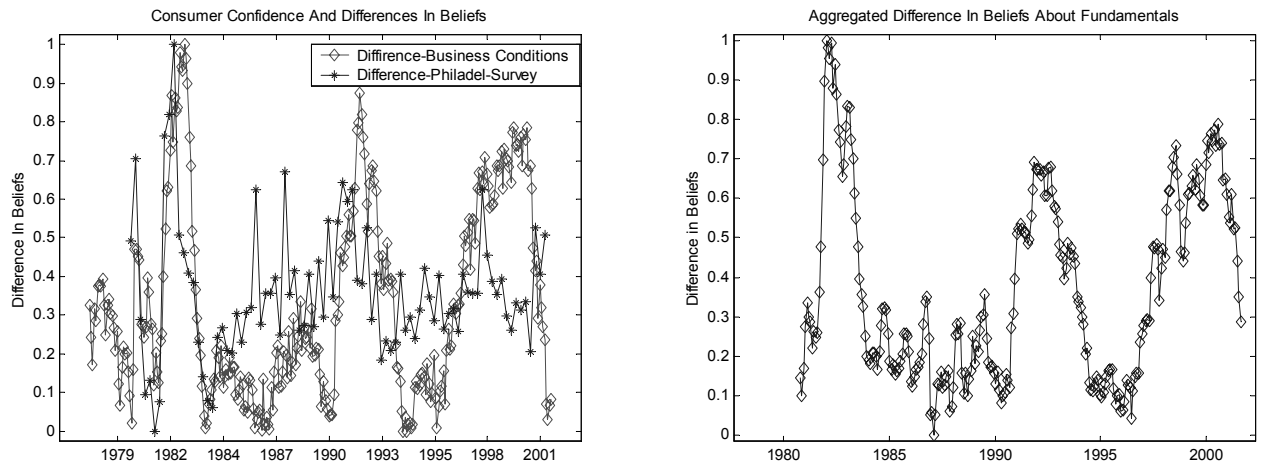 Consumer Confidence And Differences In Beliefs
Diffirence-Business Conditions
Difference-Philadel-Survey
Difference In Beliefs
1
0.9
0.8
0.7
0.6
0.5
0.4
0.3
0.2
0.1
0
1979 1982 1984 1987 1990 1993 1995 1998 2001
Aggregated Difference In Beliefs About Fundamentals
Difference in Beliefs
1
0.9
0.8
0.7
0.6
0.5
0.4
0.3
0.2
0.1
0
1980 1985 1990 1995 2000